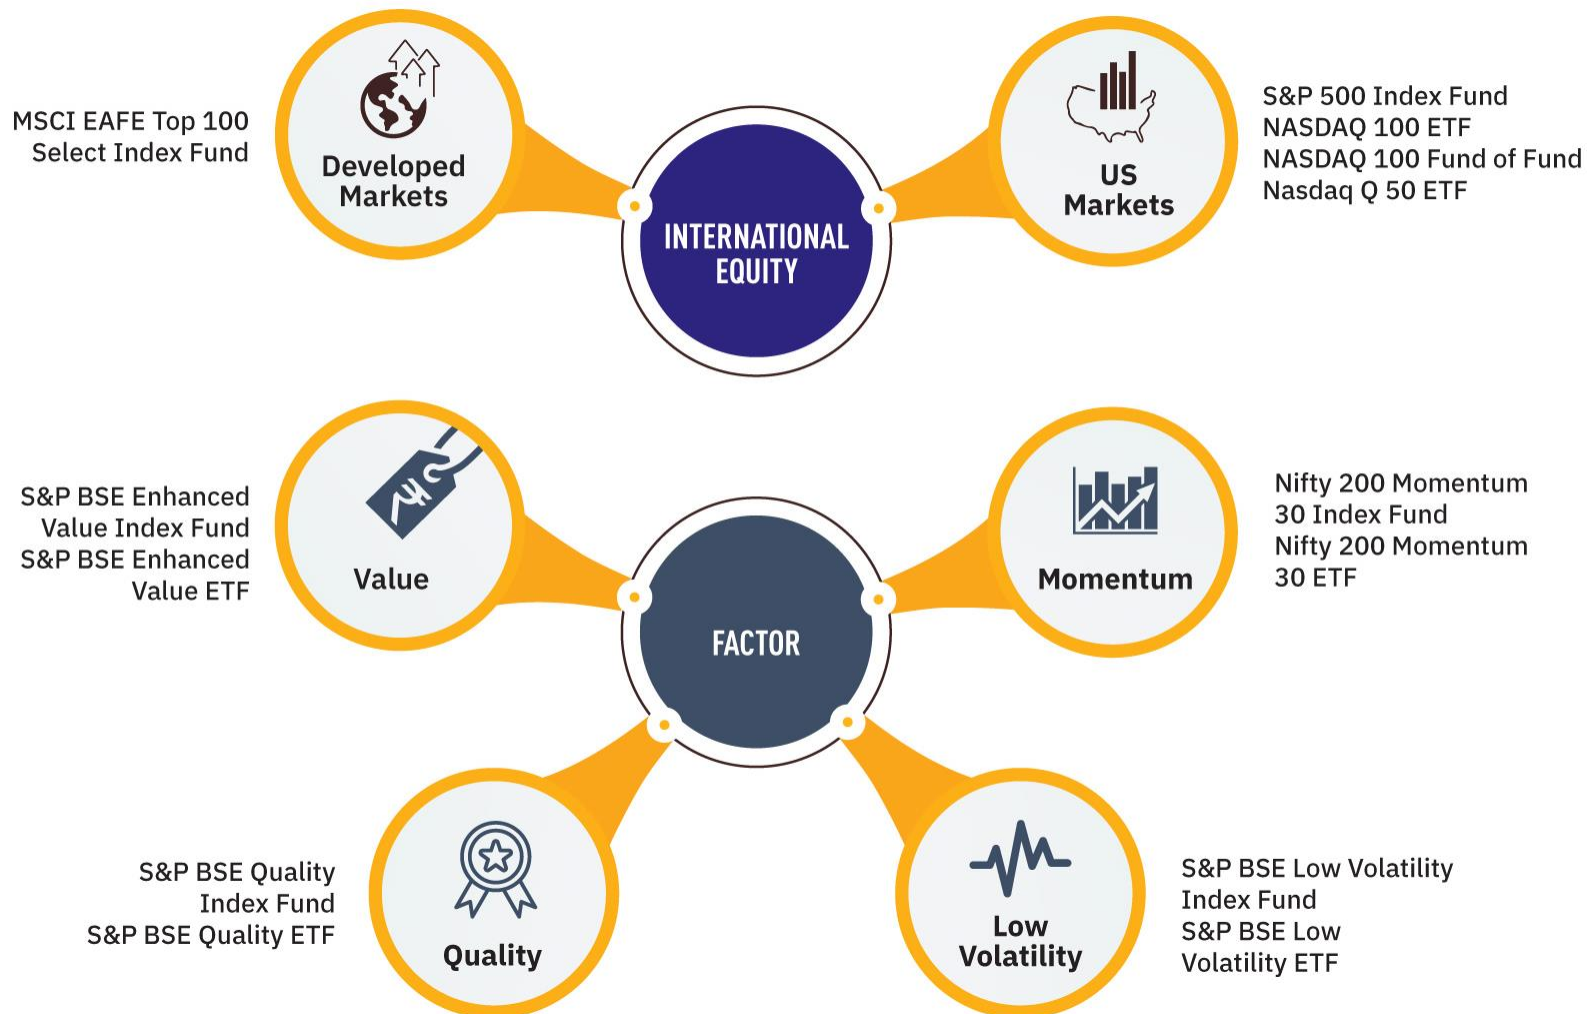 MSCI EAFE Top 100
Select Index Fund
Developed
Markets
INTERNATIONAL
EQUITY
US
Markets
S&P 500 Index Fund
NASDAQ 100 ETF
NASDAQ 100 Fund of Fund
Nasdaq Q 50 ETF
S&P BSE Enhanced
Value Index Fund
S&P BSE Enhanced
Value ETF
Value
FACTOR
Momentum
Nifty 200 Momentum
30 Index Fund
Nifty 200 Momentum
30 ETF
S&P BSE Quality
Index Fund
S&P BSE Quality ETF
Quality
Low
Volatility
S&P BSE Low Volatility
Index Fund
S&P BSE Low
Volatility ETF